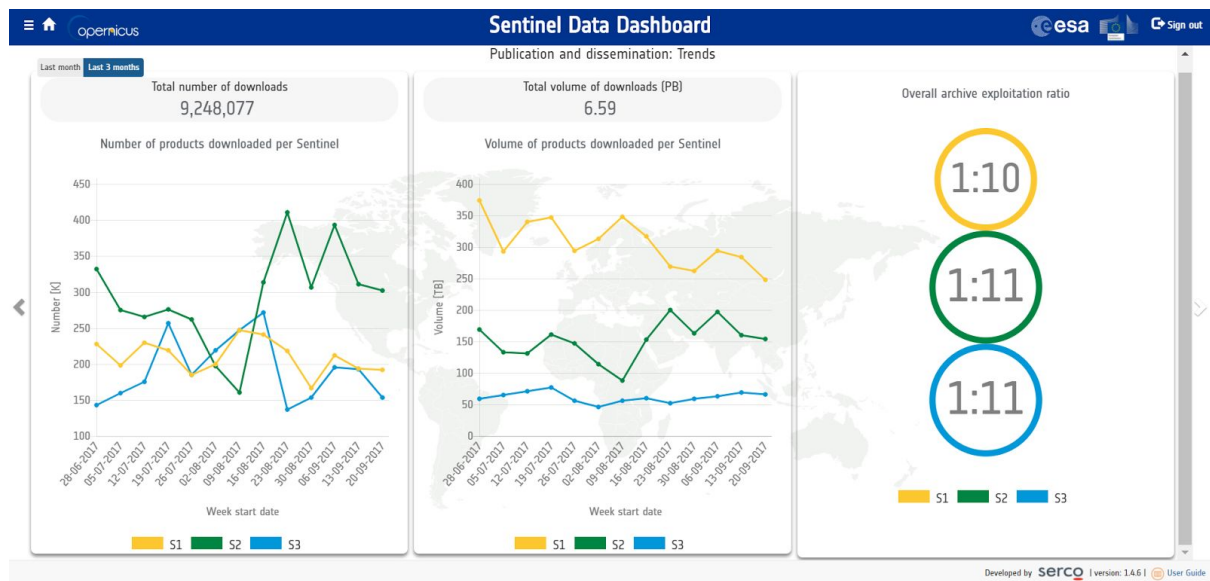 opernicus
Sentinel Data Dashboard
esa
Sign out
Publication and dissemination: Trends
Last month Last 3 months
Total number of downloads
9,248,077
Number of products downloaded per Sentinel
Number [K]
450
400
350
300
250
200
150
100
28-06-2017
05-07-2017
12-07-2017
19-07-2017
26-07-2017
02-08-2017
09-08-2017
16-08-2017
23-08-2017
30-08-2017
06-09-2017
13-09-2017
20-09-2017
Week start date
S1 S2 S3
Total volume of downloads (PB)
6.59
Volume of products downloaded per Sentinel
Volume [TB]
400
350
300
250
200
150
100
50
0
28-06-2017
05-07-2017
12-07-2017
19-07-2017
26-07-2017
02-08-2017
09-08-2017
16-08-2017
23-08-2017
30-08-2017
06-09-2017
13-09-2017
20-09-2017
Week start date
S1 S2 S3
Overall archive exploitation ratio
1:10
1:11
1:11
S1 S2 S3
Developed by serco | version: 1.4.6 | User Guide